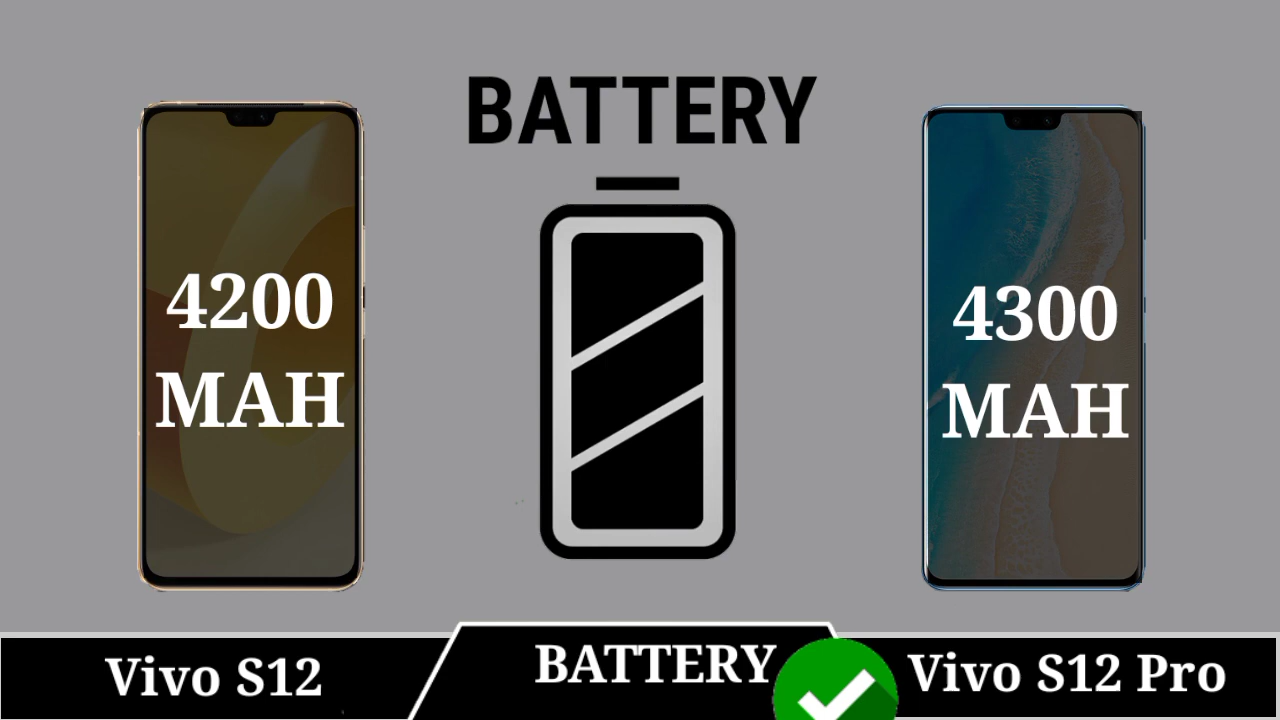 BATTERY
4200
MAH
4300
MAH
Vivo S12
BATTERY
Vivo S12 Pro